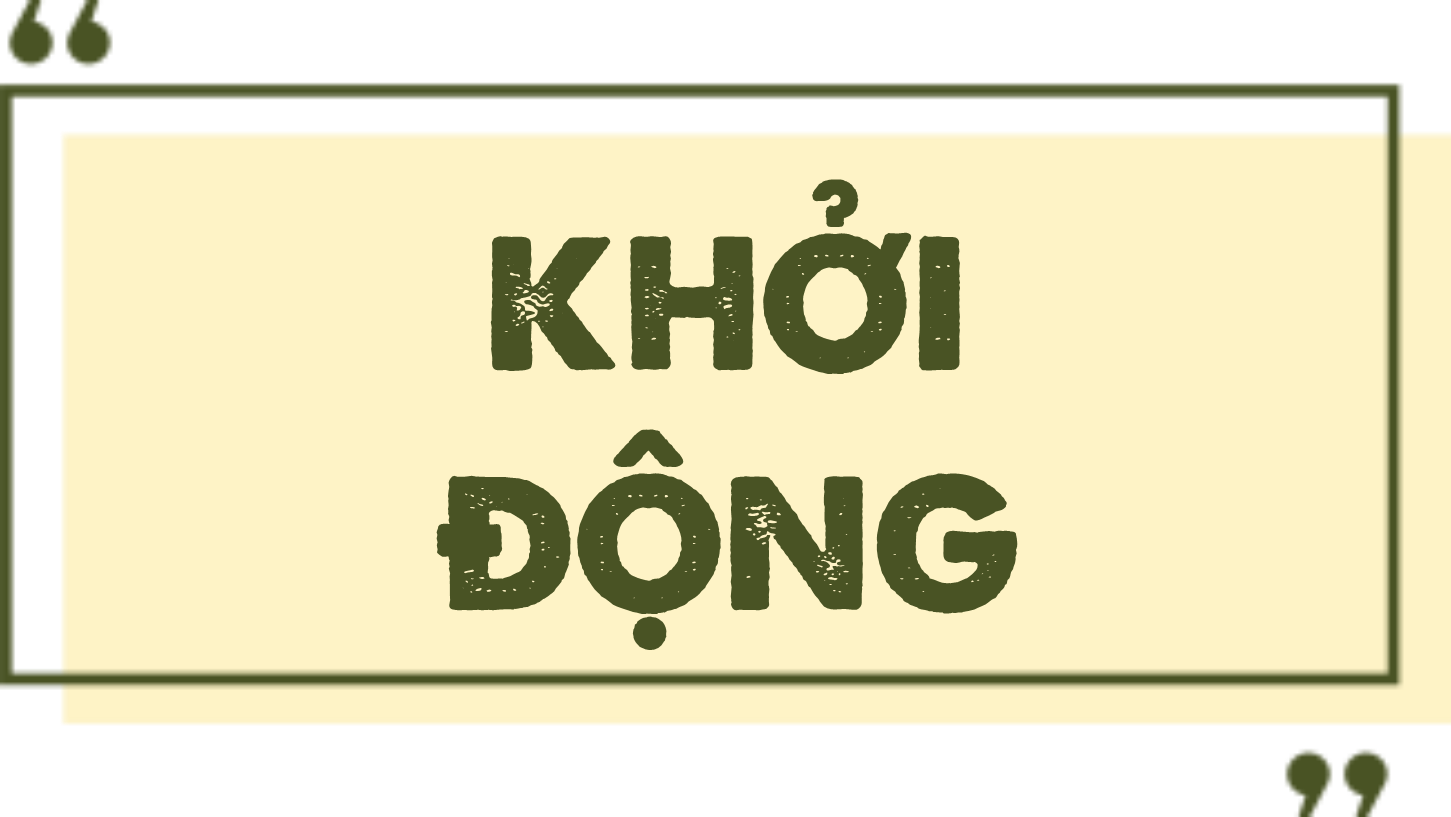 “
KHỞI
ĐỘNG
”